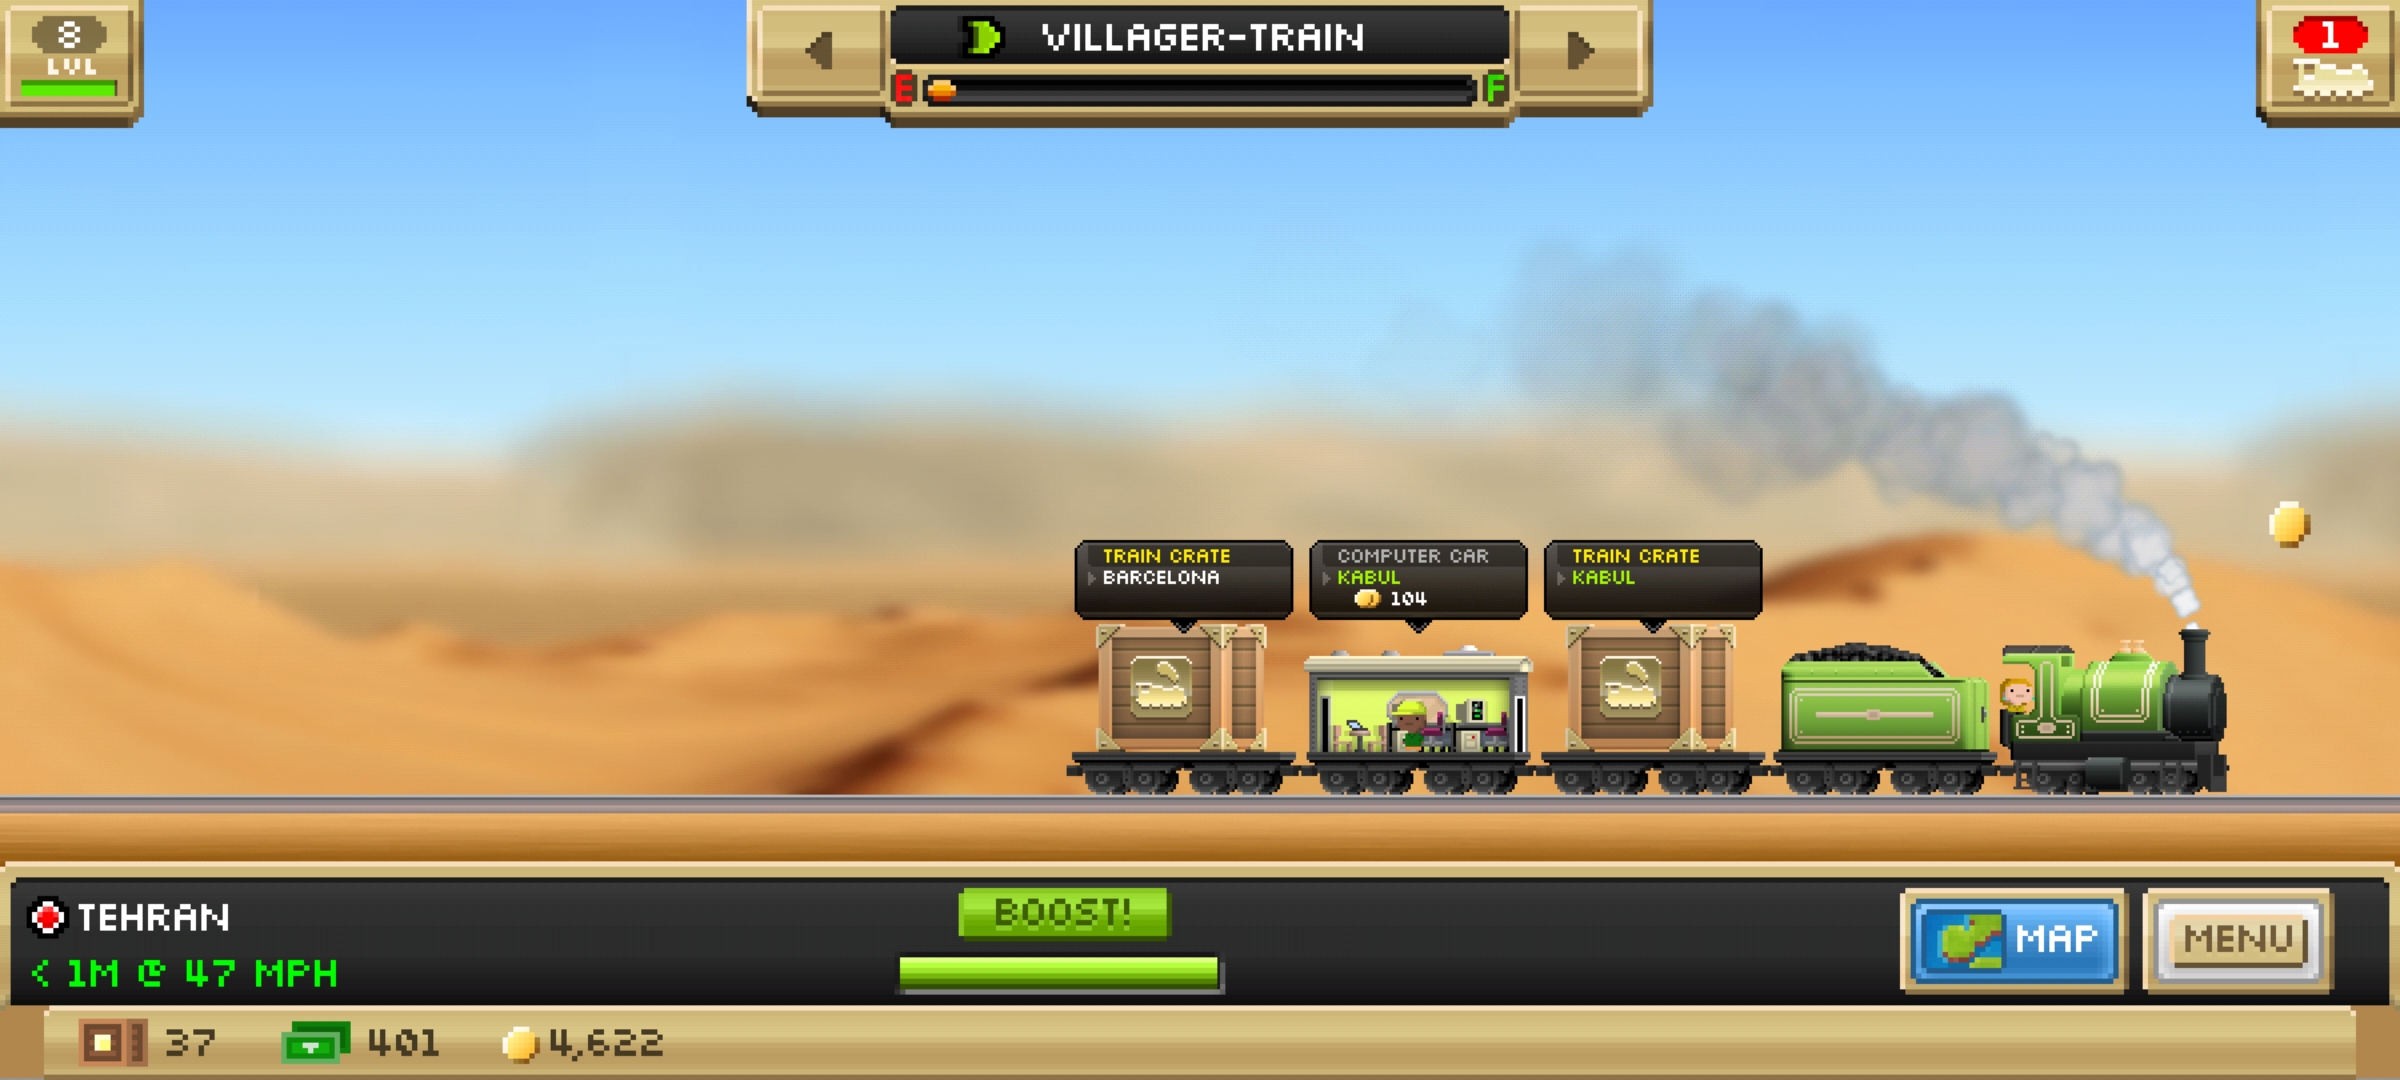 8
LVL
VILLAGER-TRAIN
E F
1
TRAIN CRATE
BARCELONA
COMPUTER CAR
KABUL
104
TRAIN CRATE
KABUL
TEHRAN
< 1M @ 47 MPH
BOOST!
MAP
MENU
37 401 4,622